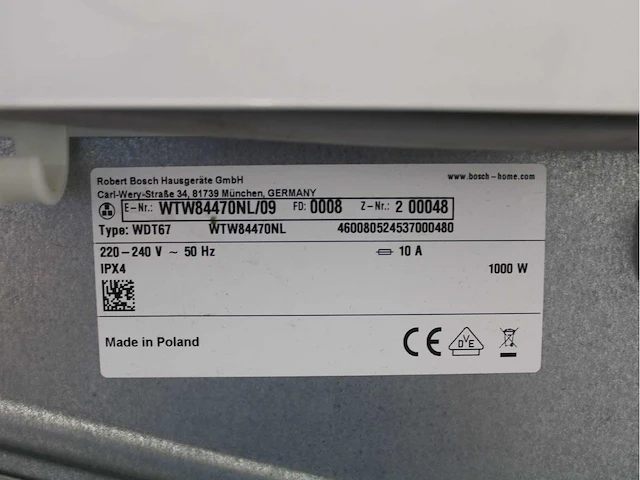 Robert Bosch Hausgeräte GmbH www.bosch-home.com
Carl-Wery-Straße 34, 81739 München, GERMANY
E-Nr.: WTW84470NL/09 FD: 0008 Z-Nr.: 2 00048
Type: WDT67 WTW84470NL 460080524537000480
220-240 V ~ 50 Hz 10 A
IPX4 1000 W
Made in Poland CE DVE